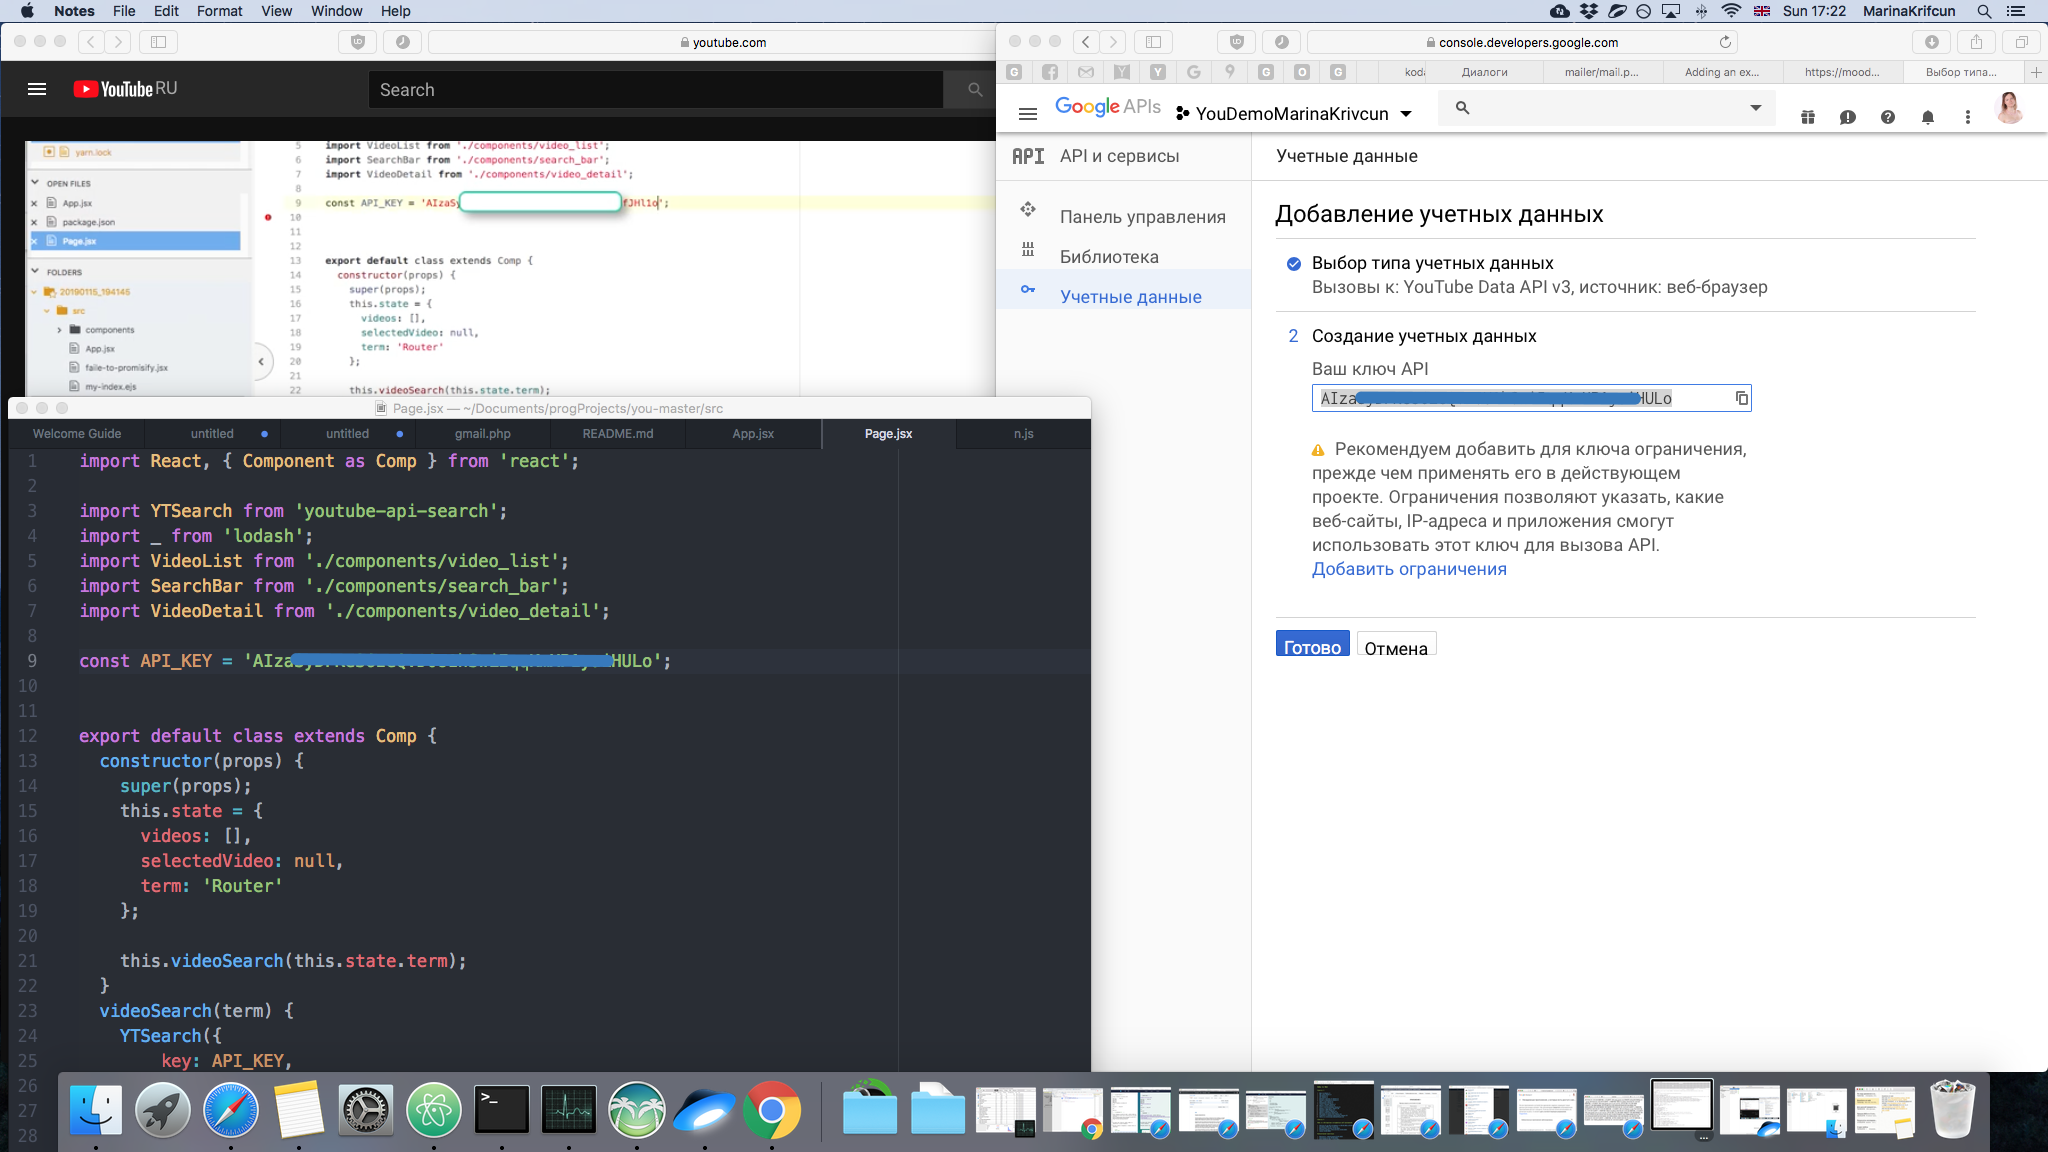 Notes File Edit Format View Window Help
Sun 17:22 MarinaKrifcun
youtube.com
YouTube RU
Search
yarn.lock
OPEN FILES
App.jsx
package.json
Page.jsx
FOLDERS
20190115_194145
src
components
App.jsx
faile-to-promisify.jsx
my-index.ejs
5 import VideoList from './components/video_list';
6 import SearchBar from './components/search_bar';
7 import VideoDetail from './components/video_detail';
8
9 const API_KEY = 'AIzaSy fJHl1o';
10
11
12
13 export default class extends Comp {
14 constructor(props) {
15 super(props);
16 this.state = {
17 videos: [],
18 selectedVideo: null,
19 term: 'Router'
20 };
21
22 this.videoSearch(this.state.term);
console.developers.google.com
Диалоги mailer/mail.p... Adding an ex... https://mood... Выбор типа...
Google APIs YouDemoMarinaKrivcun
API API и сервисы
Панель управления
Библиотека
Учетные данные
Учетные данные
Добавление учетных данных
Выбор типа учетных данных
Вызовы к: YouTube Data API v3, источник: веб-браузер
2 Создание учетных данных
Ваш ключ API
AIza HULo
Рекомендуем добавить для ключа ограничения,
прежде чем применять его в действующем
проекте. Ограничения позволяют указать, какие
веб-сайты, IP-адреса и приложения смогут
использовать этот ключ для вызова API.
Добавить ограничения
Готово Отмена
Page.jsx — ~/Documents/progProjects/you-master/src
Welcome Guide untitled untitled gmail.php README.md App.jsx Page.jsx n.js
1 import React, { Component as Comp } from 'react';
2
3 import YTSearch from 'youtube-api-search';
4 import _ from 'lodash';
5 import VideoList from './components/video_list';
6 import SearchBar from './components/search_bar';
7 import VideoDetail from './components/video_detail';
8
9 const API_KEY = 'AIza HULo';
10
11
12 export default class extends Comp {
13 constructor(props) {
14 super(props);
15 this.state = {
16 videos: [],
17 selectedVideo: null,
18 term: 'Router'
19 };
20
21 this.videoSearch(this.state.term);
22 }
23 videoSearch(term) {
24 YTSearch({
25 key: API_KEY,
26
27
28